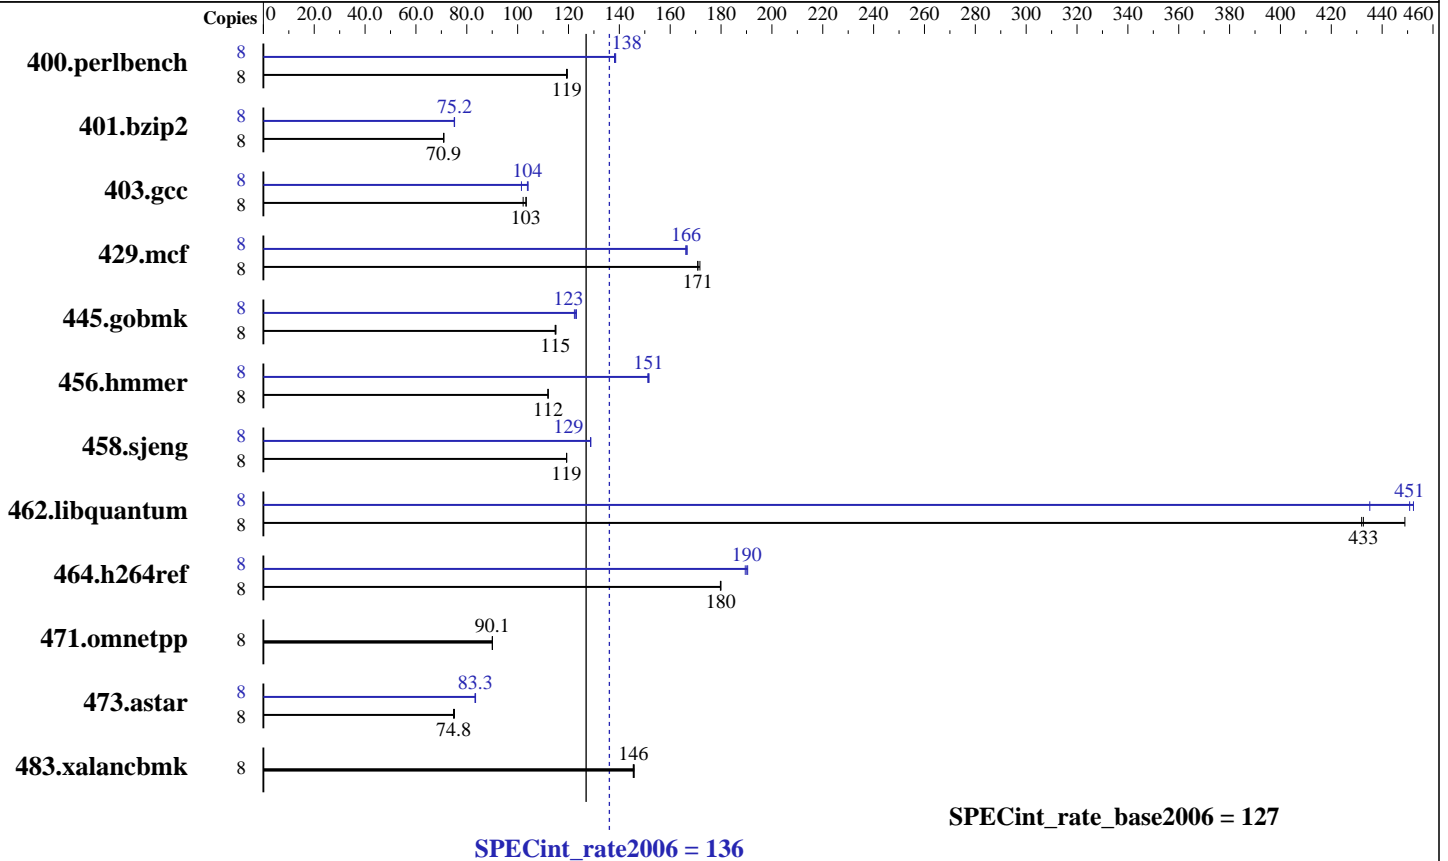 Copies 0 20.0 40.0 60.0 80.0 100 120 140 160 180 200 220 240 260 280 300 320 340 360 380 400 420 440 460
400.perlbench 8 138
8 119
401.bzip2 8 75.2
8 70.9
403.gcc 8 104
8 103
429.mcf 8 166
8 171
445.gobmk 8 123
8 115
456.hmmer 8 151
8 112
458.sjeng 8 129
8 119
462.libquantum 8 451
8 433
464.h264ref 8 190
8 180
471.omnetpp 8 90.1
473.astar 8 83.3
8 74.8
483.xalancbmk 8 146
SPECint_rate_base2006 = 127
SPECint_rate2006 = 136